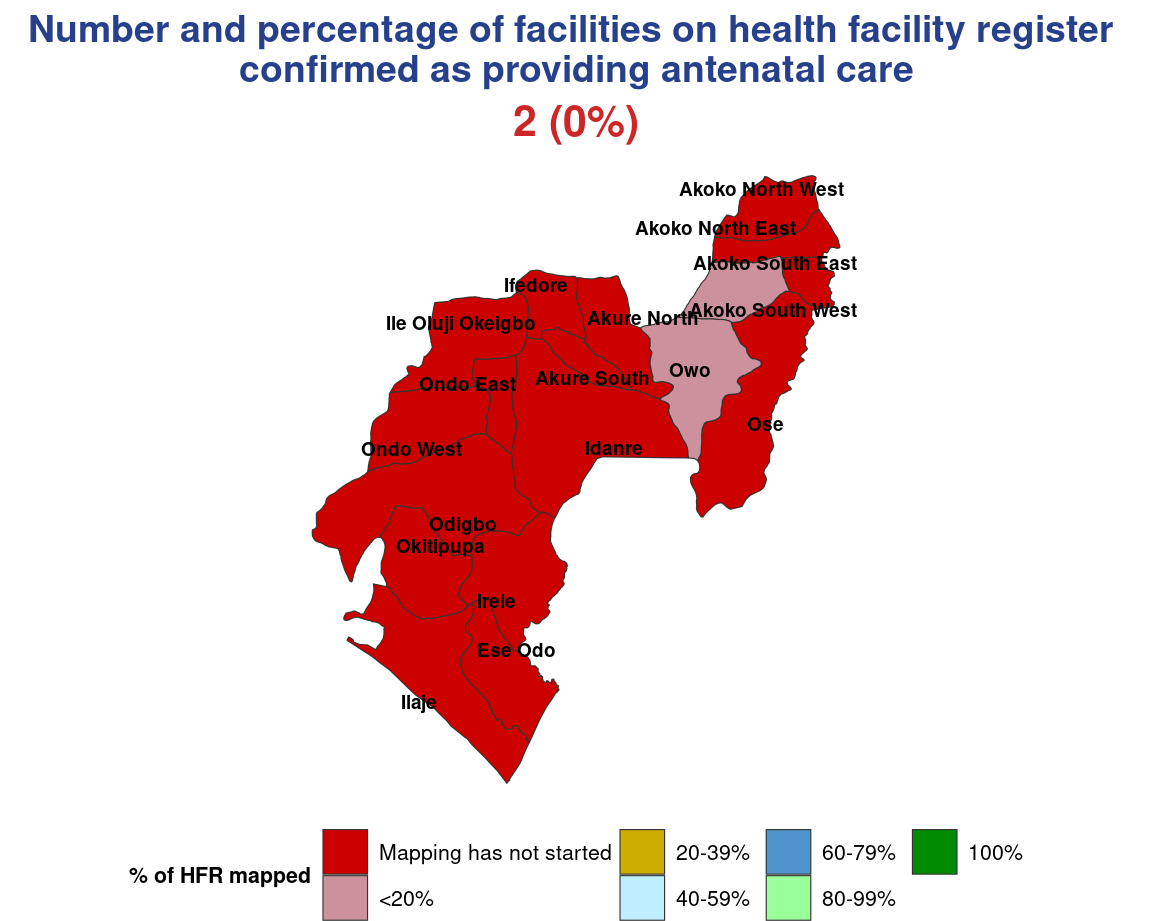 Number and percentage of facilities on health facility register
confirmed as providing antenatal care
2 (0%)
Akoko North West
Akoko North East
Akoko South East
Ifedore
Akoko South West
Akure North
Ile Oluji Okeigbo
Owo
Akure South
Ondo East
Ose
Idanre
Ondo West
Odigbo
Okitipupa
Irele
Ese Odo
Ilaje
% of HFR mapped
Mapping has not started
<20%
20-39%
40-59%
60-79%
80-99%
100%